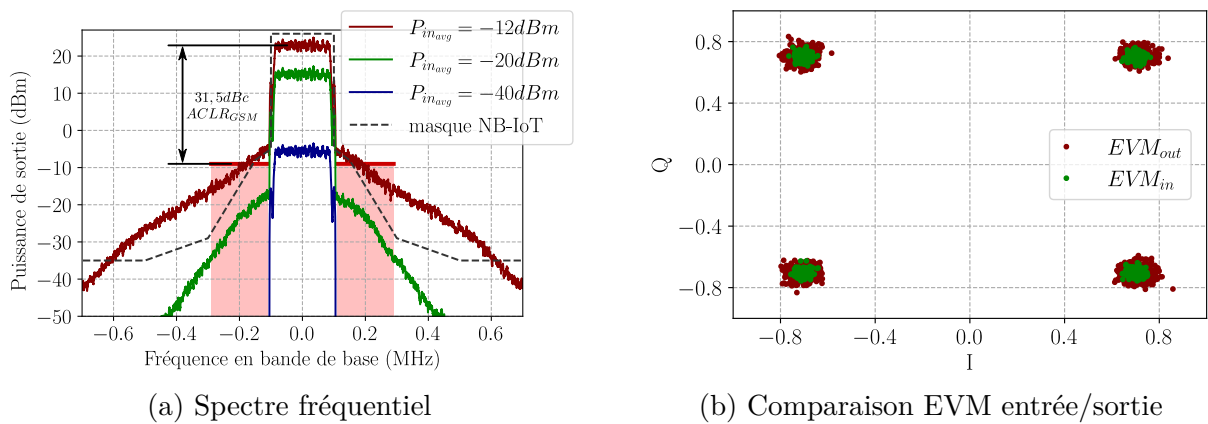 Puissance de sortie (dBm)
20
10
0
−10
−20
−30
−40
−50
31, 5dBc
ACLR_GSM
P_in_avg = −12dBm
P_in_avg = −20dBm
P_in_avg = −40dBm
masque NB-IoT
−0.6 −0.4 −0.2 0.0 0.2 0.4 0.6
Fréquence en bande de base (MHz)
(a) Spectre fréquentiel
Q
0.8
0.4
0.0
−0.4
−0.8
EVM_out
EVM_in
−0.8 −0.4 0.0 0.4 0.8
I
(b) Comparaison EVM entrée/sortie